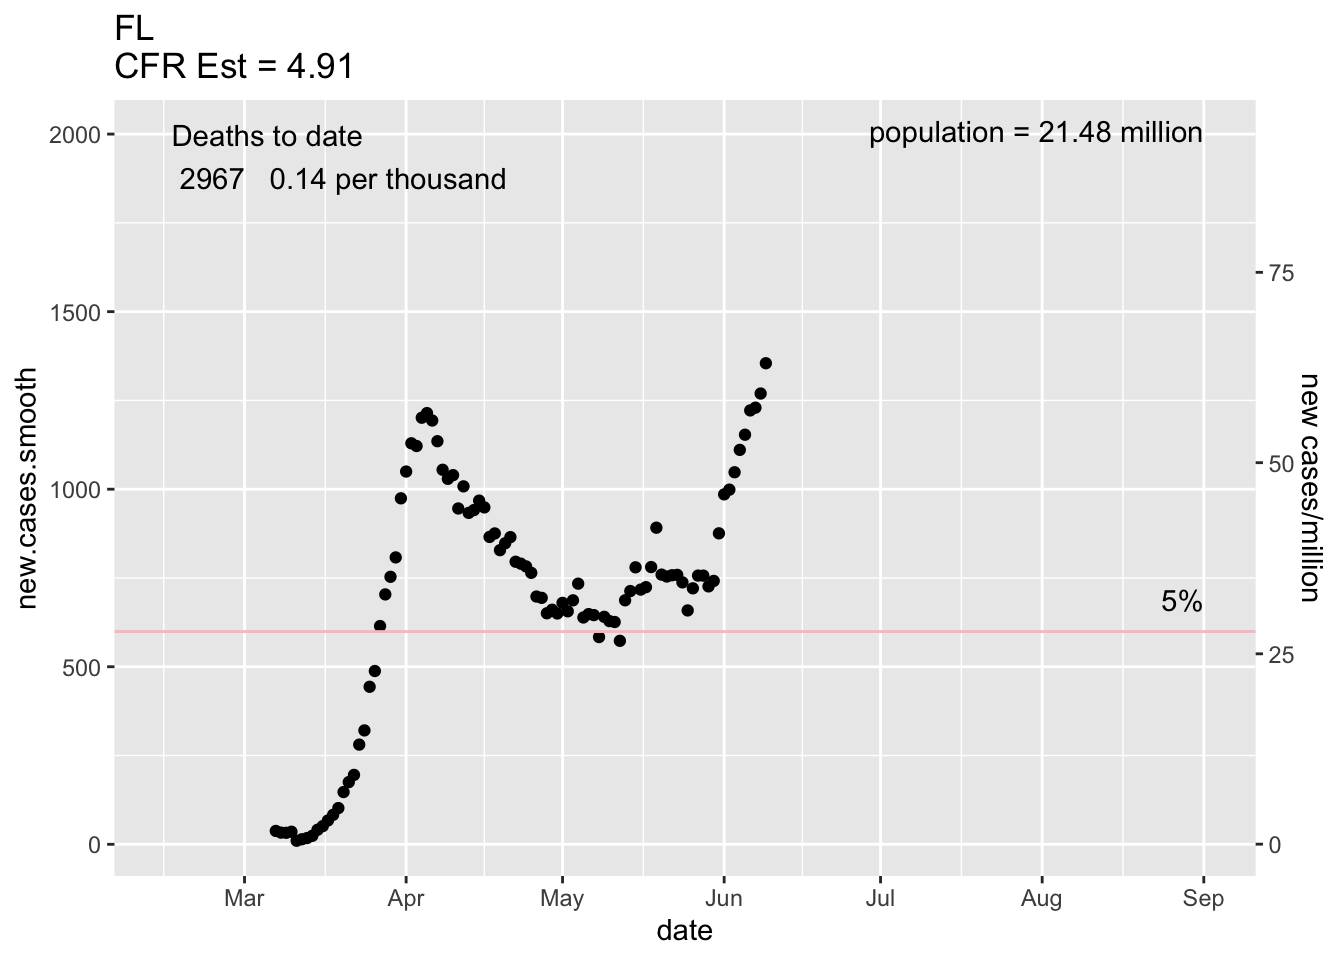 FL
CFR Est = 4.91
Deaths to date
2967 0.14 per thousand
population = 21.48 million
2000
1500
1000
500
0
new.cases.smooth
75
50
25
0
new cases/million
5%
Mar Apr May Jun Jul Aug Sep
date